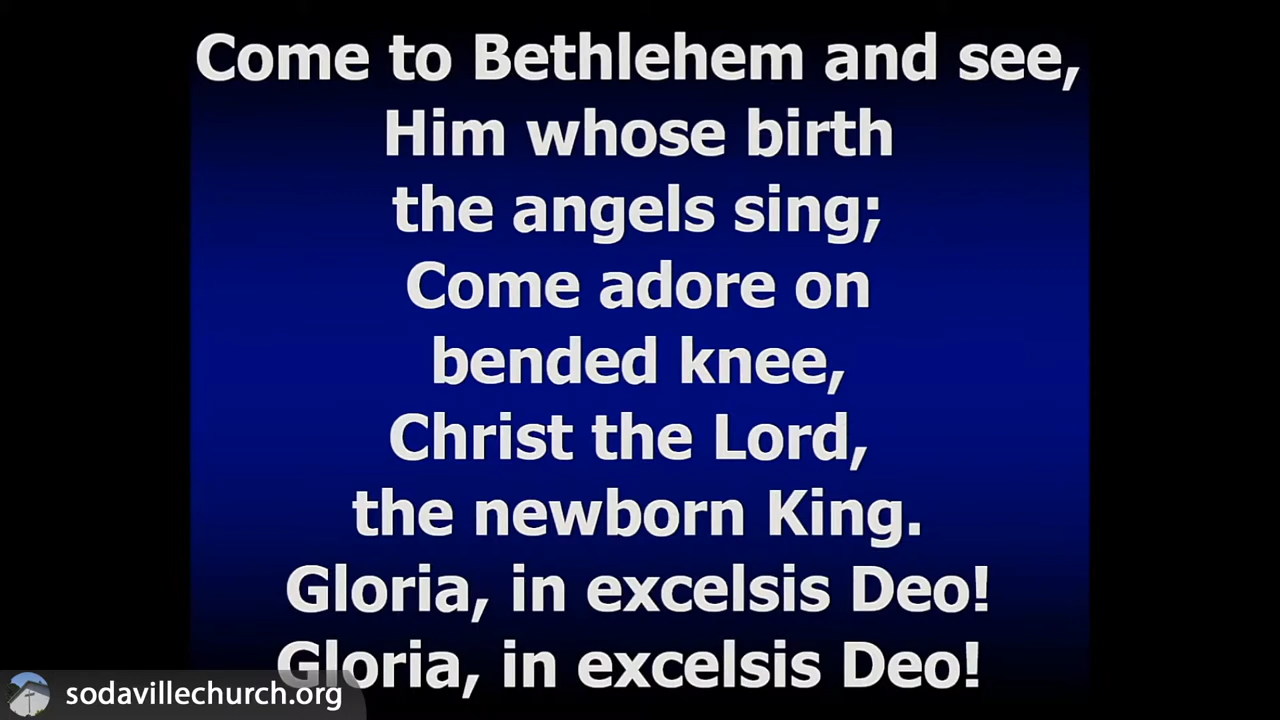 Come to Bethlehem and see,
Him whose birth
the angels sing;
Come adore on
bended knee,
Christ the Lord,
the newborn King.
Gloria, in excelsis Deo!
Gloria, in excelsis Deo!
sodavillechurch.org